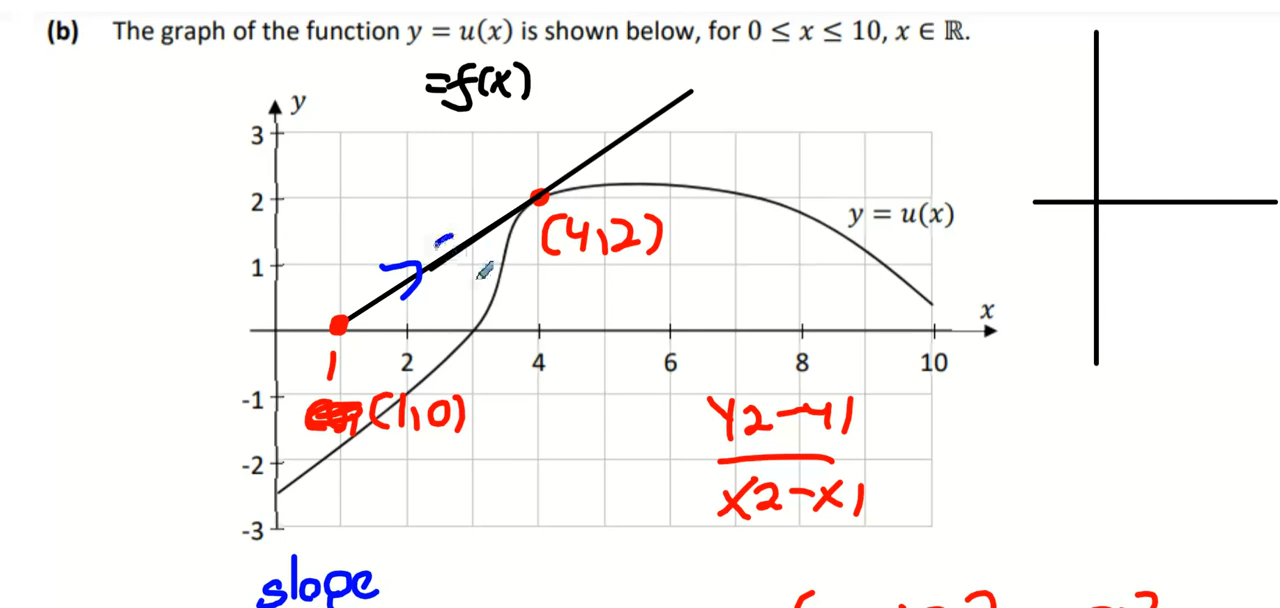 (b) The graph of the function y = u(x) is shown below, for 0 ≤ x ≤ 10, x ∈ ℝ.
=f(x)
y
3
2
1
-1
-2
-3
(4,2)
y = u(x)
x
1
2
4
6
8
10
(1,0)
y2-y1
x2-x1
slope